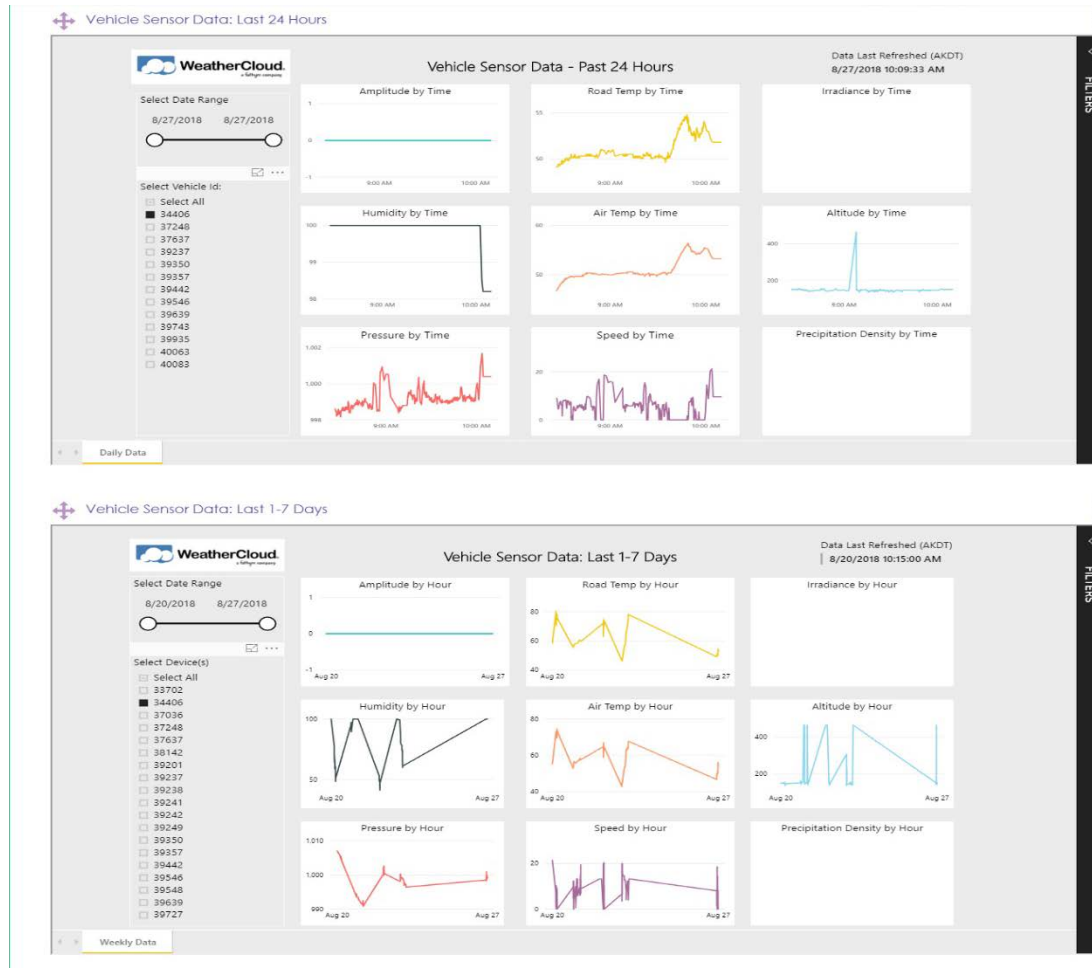 Vehicle Sensor Data: Last 24 Hours
WeatherCloud.
Vehicle Sensor Data - Past 24 Hours
Data Last Refreshed (AKDT)
8/27/2018 10:09:33 AM
FILTERS
Select Date Range
8/27/2018 8/27/2018
Select Vehicle Id:
Select All
34406
37248
37637
39237
39350
39357
39442
39546
39639
39743
39935
40063
40083
Amplitude by Time
1
0
-1
9:00 AM 10:00 AM
Road Temp by Time
55
50
9:00 AM 10:00 AM
Irradiance by Time
Humidity by Time
100
99
98
9:00 AM 10:00 AM
Air Temp by Time
60
50
9:00 AM 10:00 AM
Altitude by Time
400
200
9:00 AM 10:00 AM
Pressure by Time
1,002
1,000
998
9:00 AM 10:00 AM
Speed by Time
20
0
9:00 AM 10:00 AM
Precipitation Density by Time
Daily Data
Vehicle Sensor Data: Last 1-7 Days
WeatherCloud.
Vehicle Sensor Data: Last 1-7 Days
Data Last Refreshed (AKDT)
8/20/2018 10:15:00 AM
FILTERS
Select Date Range
8/20/2018 8/27/2018
Select Device(s)
Select All
33702
34406
37036
37248
37637
38142
39201
39237
39238
39241
39242
39249
39350
39357
39442
39546
39548
39639
39727
Amplitude by Hour
1
0
-1
Aug 20 Aug 27
Road Temp by Hour
80
60
40
Aug 20 Aug 27
Irradiance by Hour
Humidity by Hour
100
50
Aug 20 Aug 27
Air Temp by Hour
80
60
40
Aug 20 Aug 27
Altitude by Hour
400
200
Aug 20 Aug 27
Pressure by Hour
1,010
1,000
990
Aug 20 Aug 27
Speed by Hour
20
0
Aug 20 Aug 27
Precipitation Density by Hour
Weekly Data